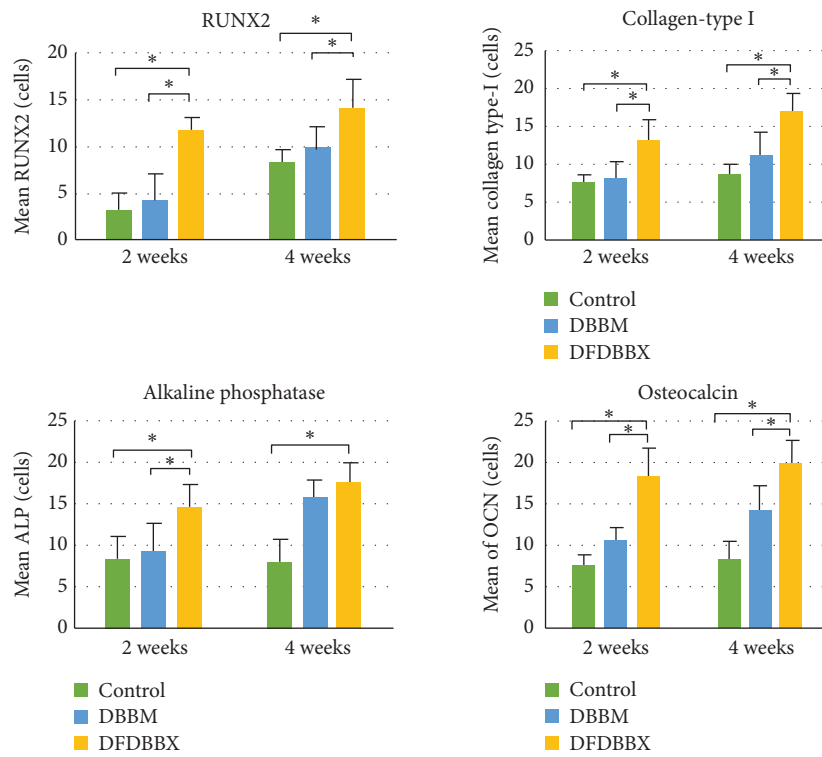 RUNX2
Mean RUNX2 (cells)
20
15
10
5
0
* * * *
2 weeks 4 weeks
Collagen-type I
Mean collagen type-I (cells)
25
20
15
10
5
0
* * * *
2 weeks 4 weeks
Control
DBBM
DFDBBX
Alkaline phosphatase
Mean ALP (cells)
25
20
15
10
5
0
* * *
2 weeks 4 weeks
Control
DBBM
DFDBBX
Osteocalcin
Mean of OCN (cells)
25
20
15
10
5
0
* * * *
2 weeks 4 weeks
Control
DBBM
DFDBBX